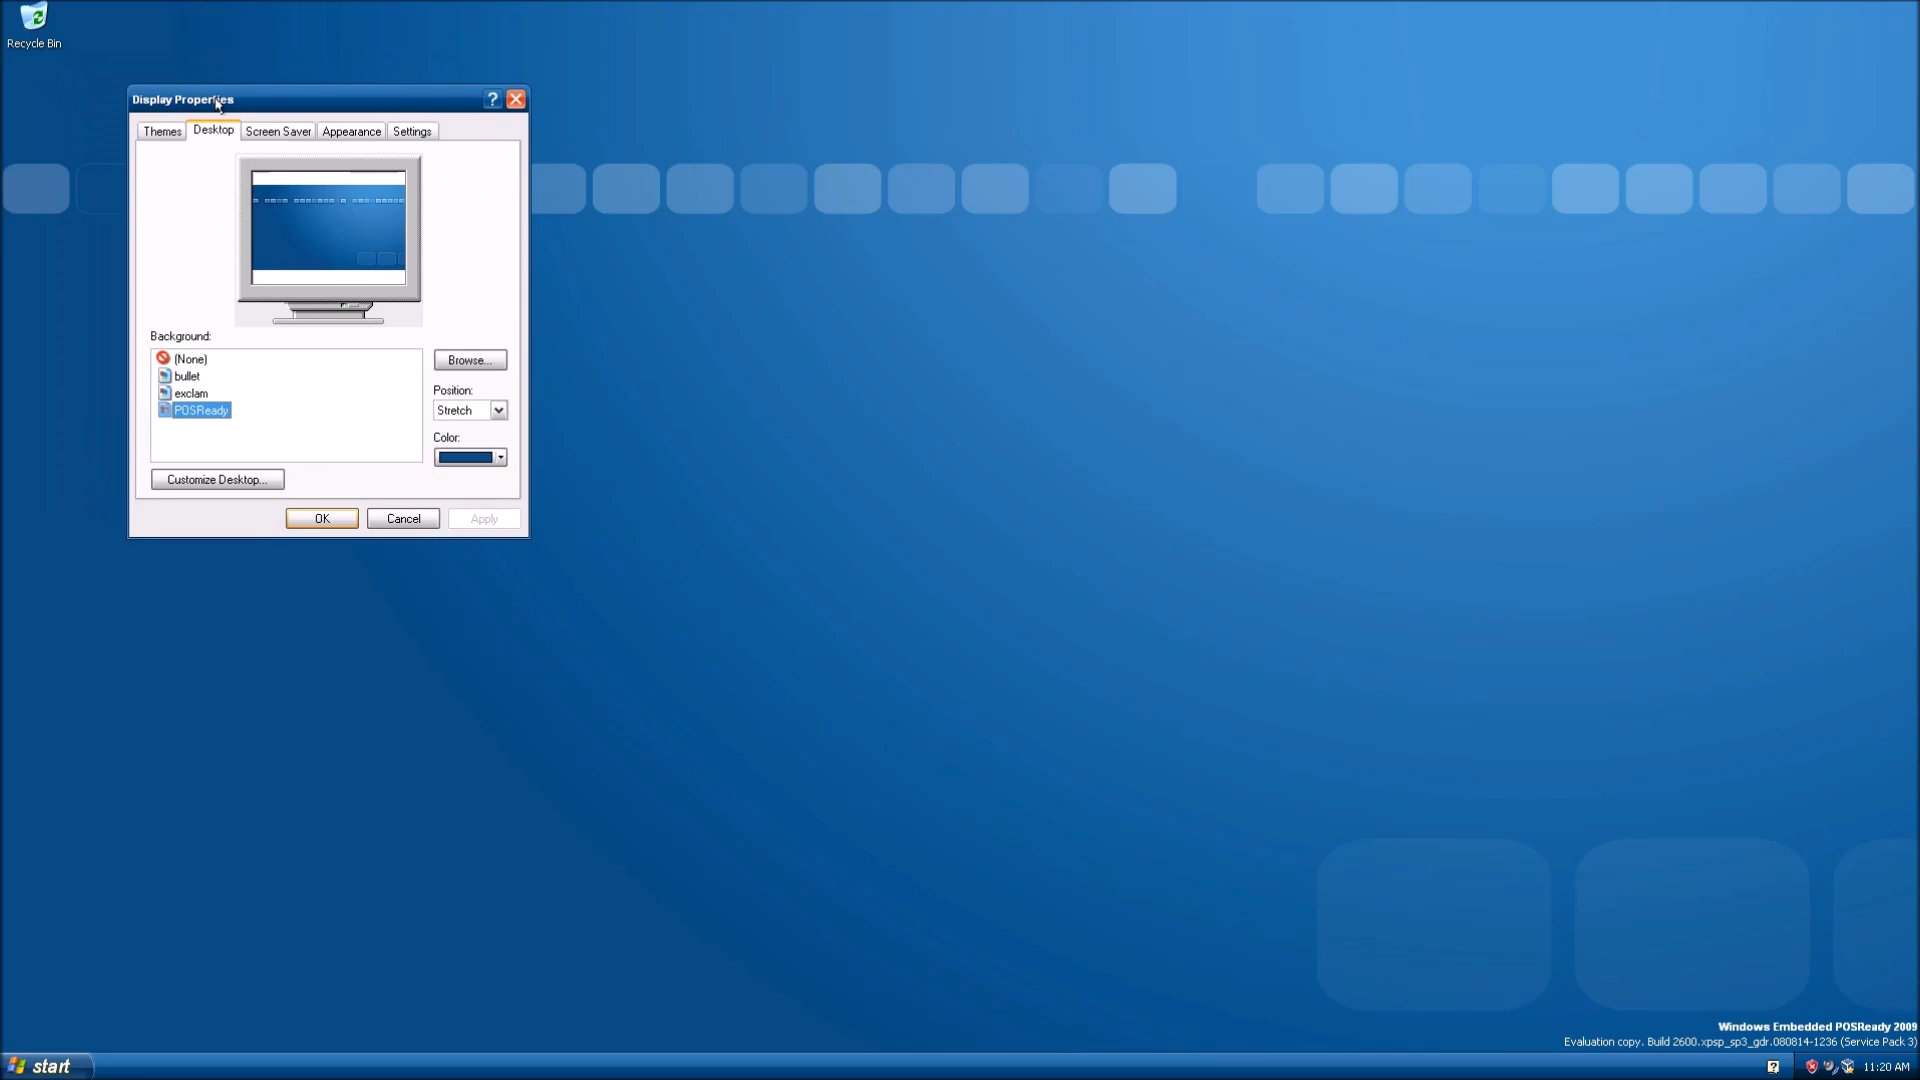 Recycle Bin
Display Properties
Themes
Desktop
Screen Saver
Appearance
Settings
Background:
(None)
bullet
exclam
POSReady
Browse...
Position:
Stretch
Color:
Customize Desktop...
OK
Cancel
Apply
Windows Embedded POSReady 2009
Evaluation copy. Build 2600.xpsp_sp3_gdr.080814-1236 (Service Pack 3)
start
11:20 AM